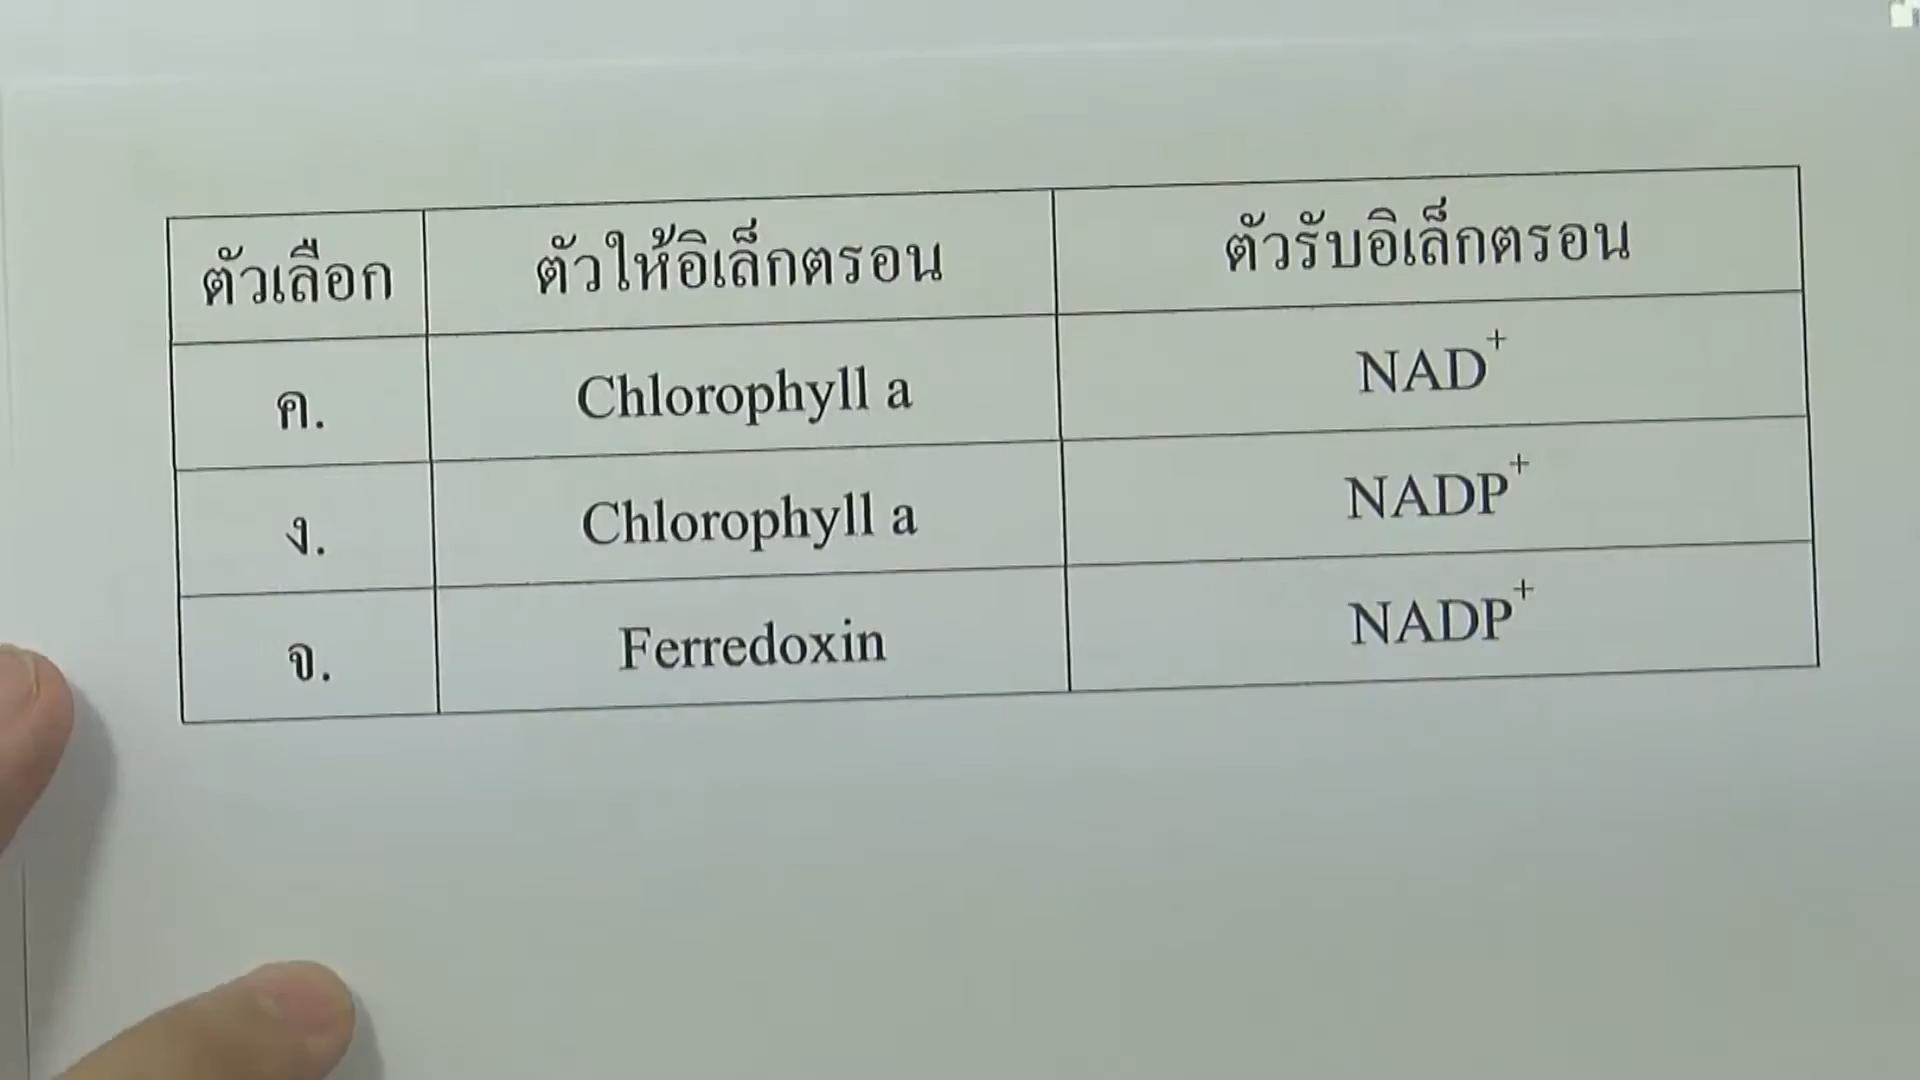 ตัวเลือก ตัวให้อิเล็กตรอน ตัวรับอิเล็กตรอน
ค. Chlorophyll a NAD⁺
ง. Chlorophyll a NADP⁺
จ. Ferredoxin NADP⁺